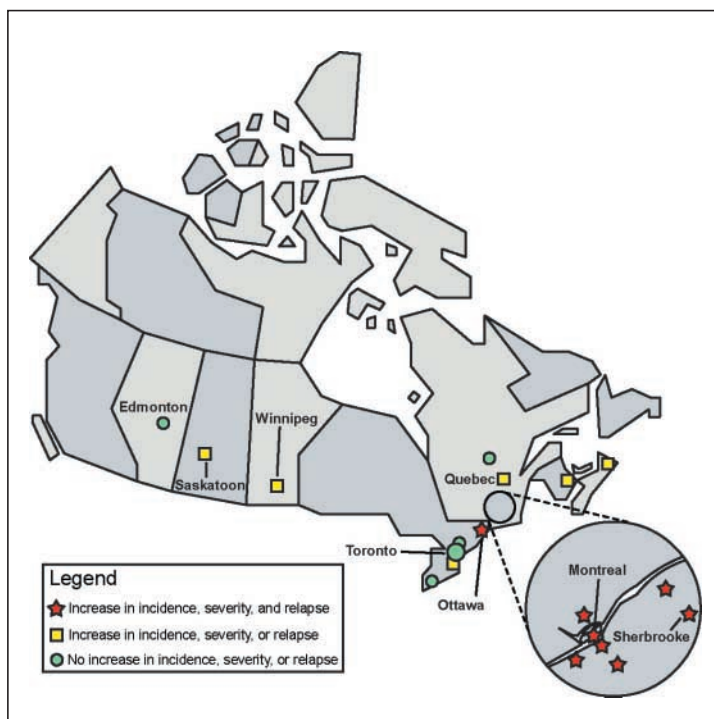 Edmonton
Winnipeg
Saskatoon
Quebec
Toronto
Ottawa
Montreal
Sherbrooke
Legend
Increase in incidence, severity, and relapse
Increase in incidence, severity, or relapse
No increase in incidence, severity, or relapse